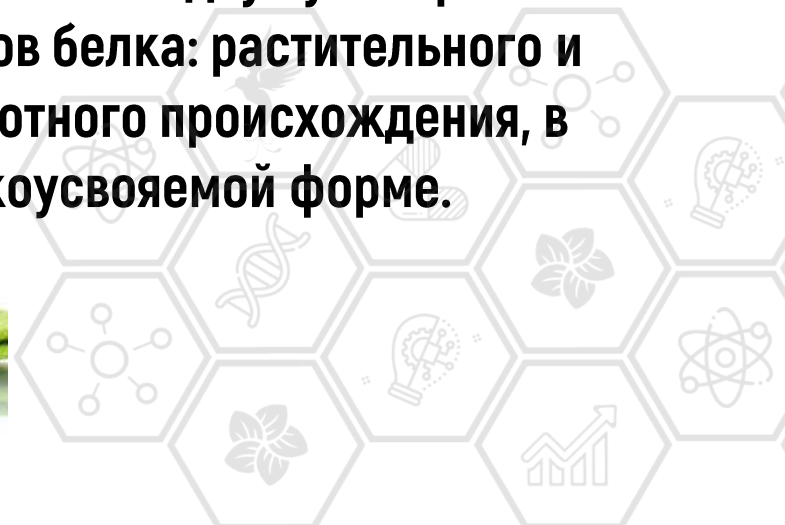 ов белка: растительного и
отного происхождения, в
коусвояемой форме.